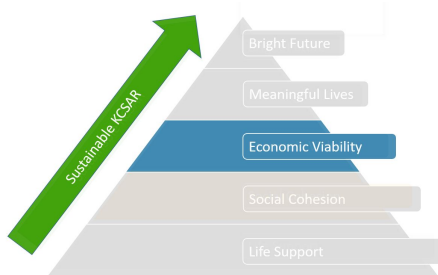 Bright Future
Meaningful Lives
Sustainable KCSAR
Economic Viability
Social Cohesion
Life Support